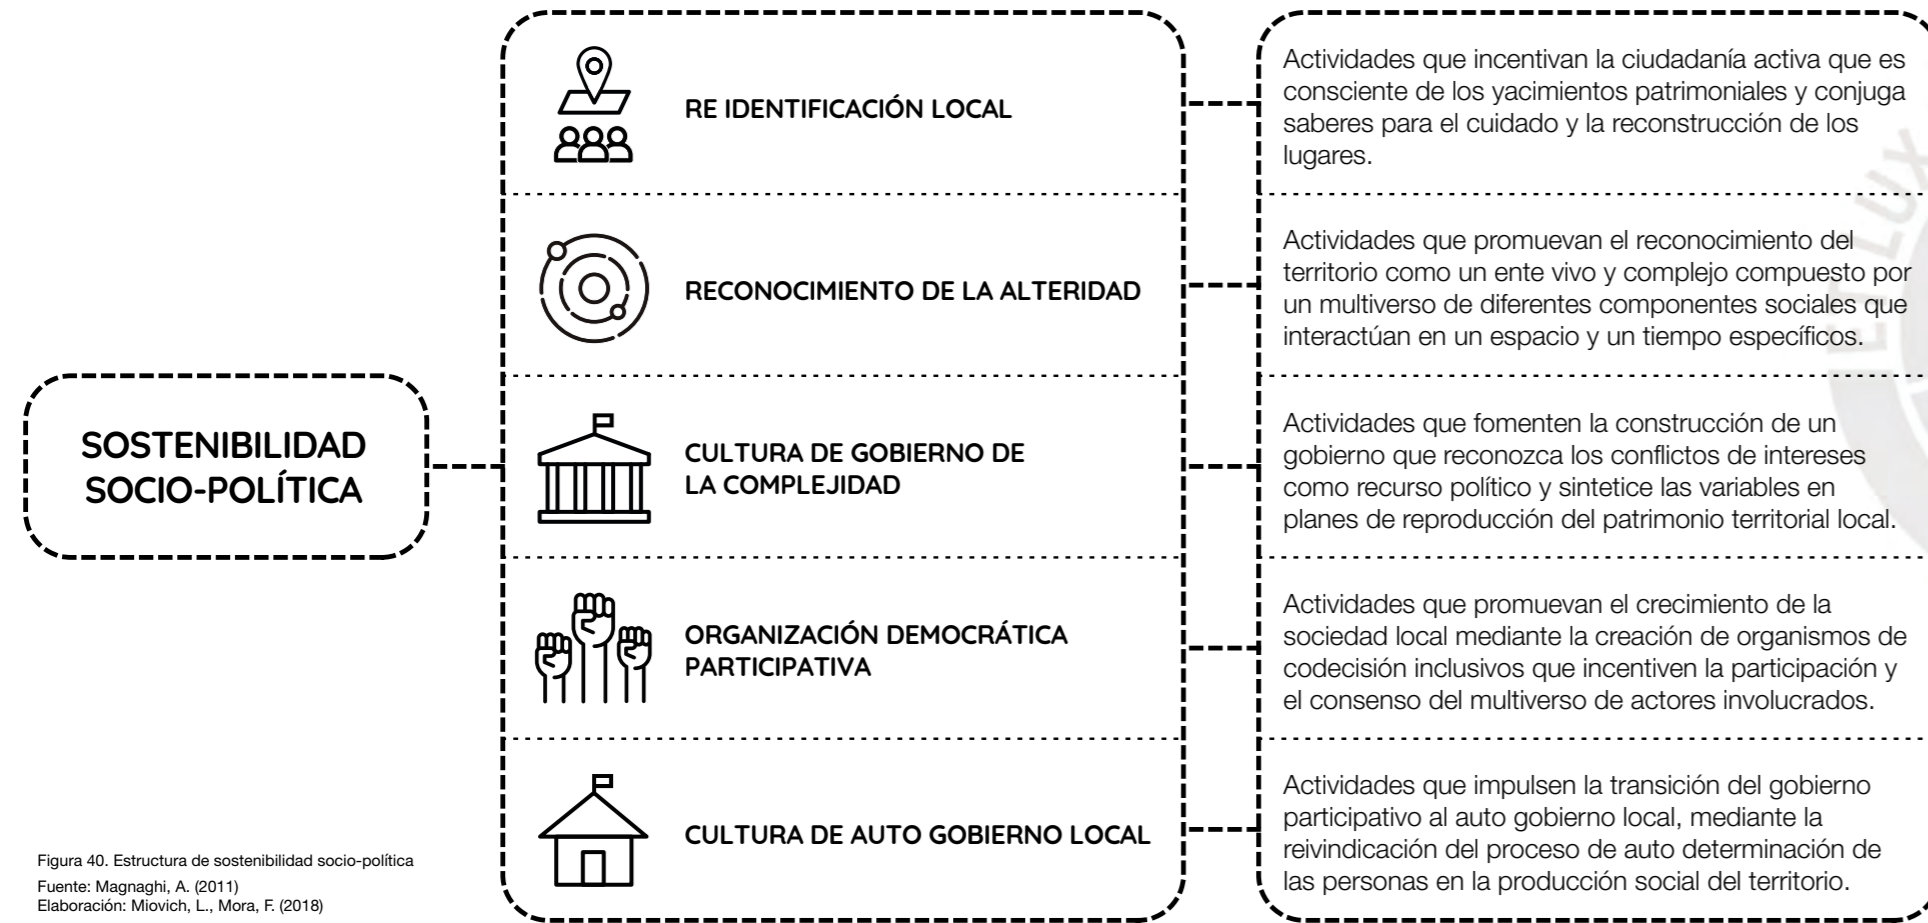 SOSTENIBILIDAD
SOCIO-POLÍTICA
RE IDENTIFICACIÓN LOCAL
Actividades que incentivan la ciudadanía activa que es
consciente de los yacimientos patrimoniales y conjuga
saberes para el cuidado y la reconstrucción de los
lugares.
RECONOCIMIENTO DE LA ALTERIDAD
Actividades que promuevan el reconocimiento del
territorio como un ente vivo y complejo compuesto por
un multiverso de diferentes componentes sociales que
interactúan en un espacio y un tiempo específicos.
CULTURA DE GOBIERNO DE
LA COMPLEJIDAD
Actividades que fomenten la construcción de un
gobierno que reconozca los conflictos de intereses
como recurso político y sintetice las variables en
planes de reproducción del patrimonio territorial local.
ORGANIZACIÓN DEMOCRÁTICA
PARTICIPATIVA
Actividades que promuevan el crecimiento de la
sociedad local mediante la creación de organismos de
codecisión inclusivos que incentiven la participación y
el consenso del multiverso de actores involucrados.
CULTURA DE AUTO GOBIERNO LOCAL
Actividades que impulsen la transición del gobierno
participativo al auto gobierno local, mediante la
reivindicación del proceso de auto determinación de
las personas en la producción social del territorio.
Figura 40. Estructura de sostenibilidad socio-política
Fuente: Magnaghi, A. (2011)
Elaboración: Miovich, L., Mora, F. (2018)
ET LUX